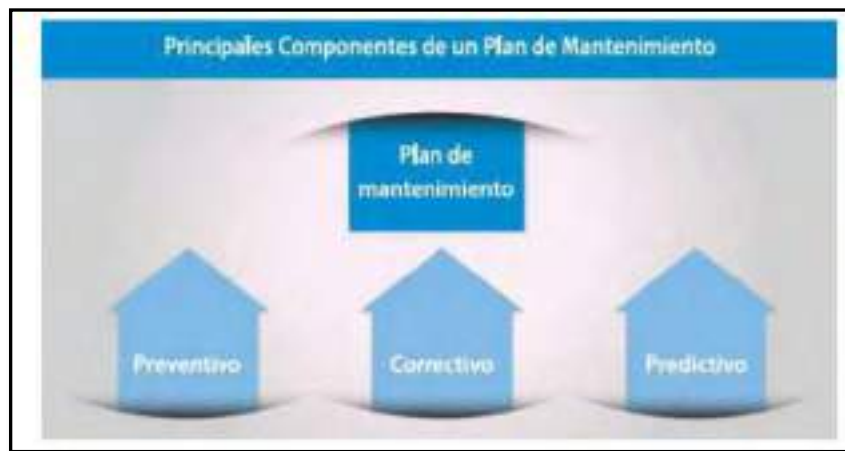 Principales Componentes de un Plan de Mantenimiento
Plan de
mantenimiento
Preventivo
Correctivo
Predictivo